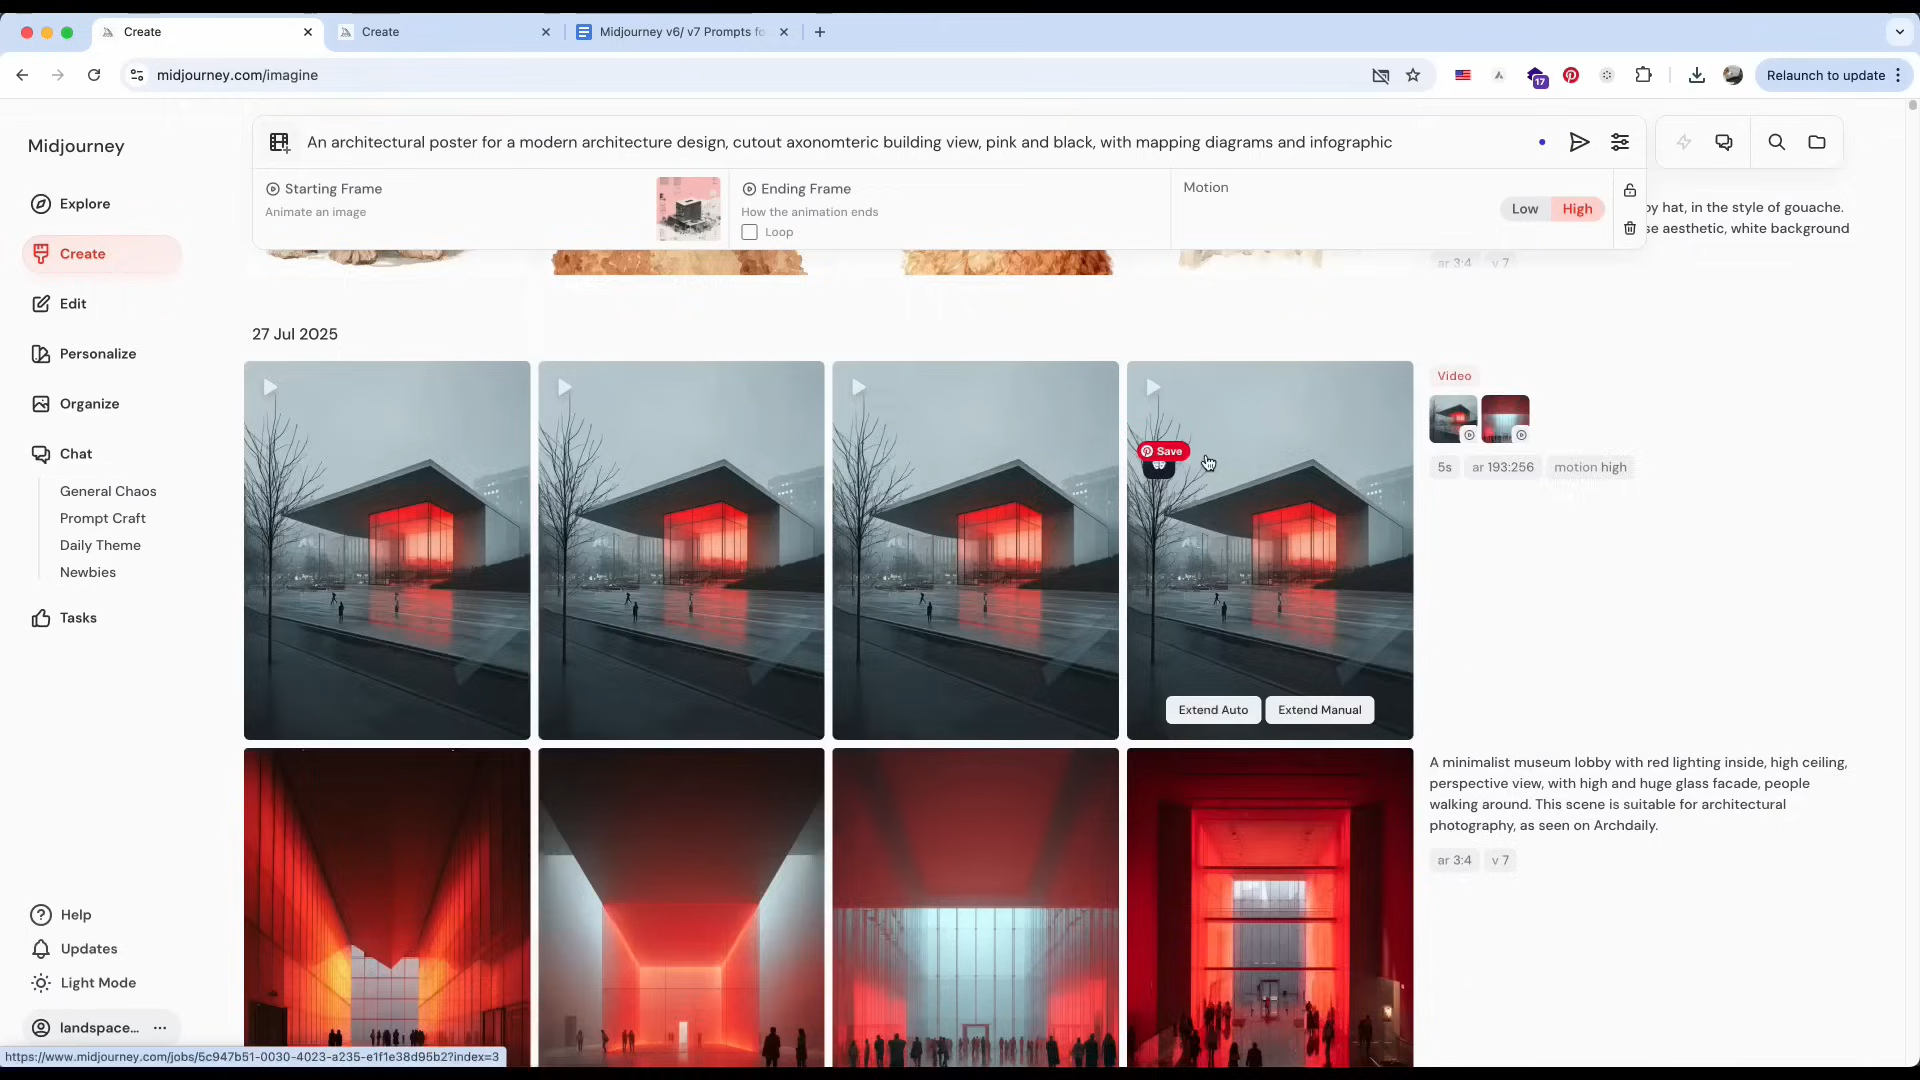 Create
Create
Midjourney v6/ v7 Prompts fo
midjourney.com/imagine
17
Relaunch to update
Midjourney
An architectural poster for a modern architecture design, cutout axonomteric building view, pink and black, with mapping diagrams and infographic
Starting Frame
Animate an image
Ending Frame
How the animation ends
Loop
Motion
Low
High
by hat, in the style of gouache.
se aesthetic, white background
ar 3:4
v 7
Explore
Create
Edit
Personalize
Organize
Chat
General Chaos
Prompt Craft
Daily Theme
Newbies
Tasks
Help
Updates
Light Mode
landspace...
27 Jul 2025
Save
Extend Auto
Extend Manual
Video
5s
ar 193:256
motion high
A minimalist museum lobby with red lighting inside, high ceiling,
perspective view, with high and huge glass facade, people
walking around. This scene is suitable for architectural
photography, as seen on Archdaily.
ar 3:4
v 7
https://www.midjourney.com/jobs/5c947b51-0030-4023-a235-e1f1e38d95b2?index=3